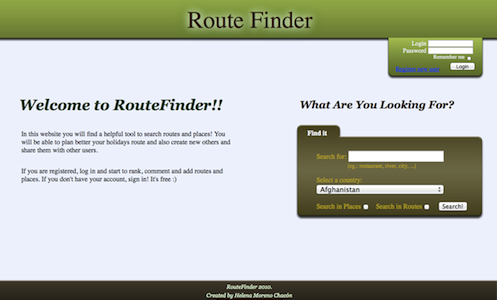 Route Finder
Login
Password
Remember me
Login
Welcome to RouteFinder!!
What Are You Looking For?
Find it
In this website you will find a helpful tool to search routes and places! You
will be able to plan better your holidays route and also create new others and
share them with other users.
If you are registered, log in and start to rank, comment and add routes and
places. If you don't have your account, sign in! It's free :)
Search for:
(eg.: restaurant, river, city, ...)
Select a country:
Afghanistan
Search in Places
Search in Routes
Search!
RouteFinder 2010.
Created by Helena Moreno Chacón